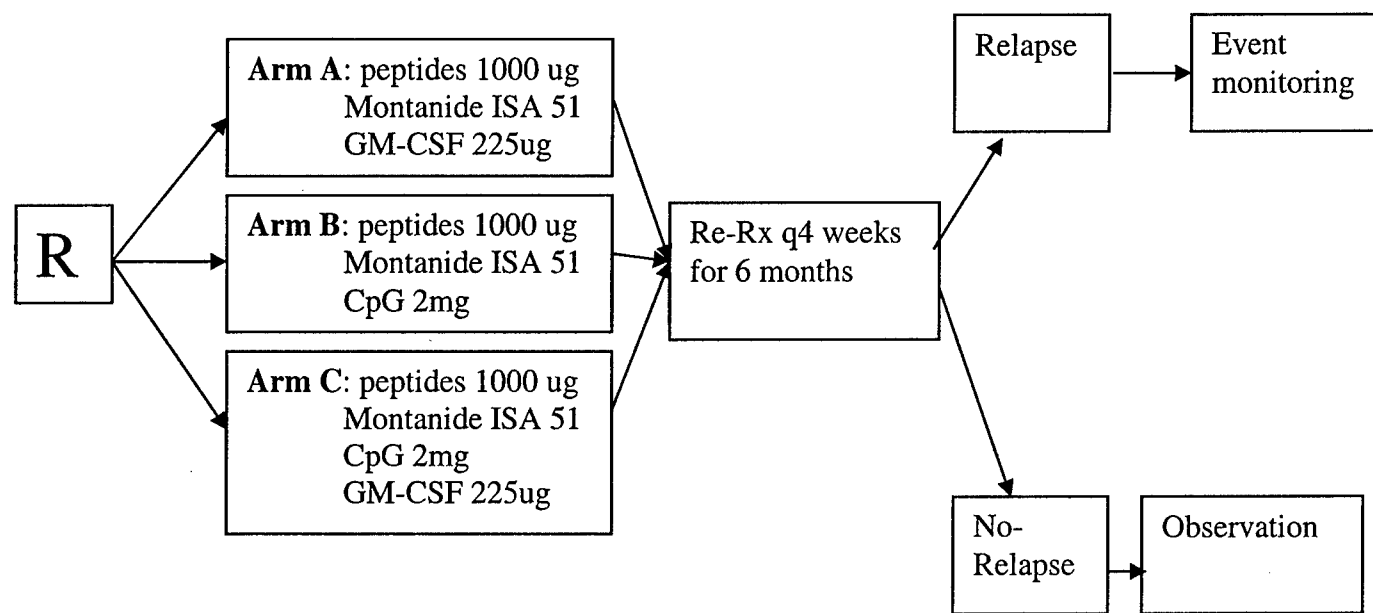 R
Arm A: peptides 1000 ug
Montanide ISA 51
GM-CSF 225ug
Arm B: peptides 1000 ug
Montanide ISA 51
CpG 2mg
Arm C: peptides 1000 ug
Montanide ISA 51
CpG 2mg
GM-CSF 225ug
Re-Rx q4 weeks
for 6 months
Relapse
Event
monitoring
No-
Relapse
Observation